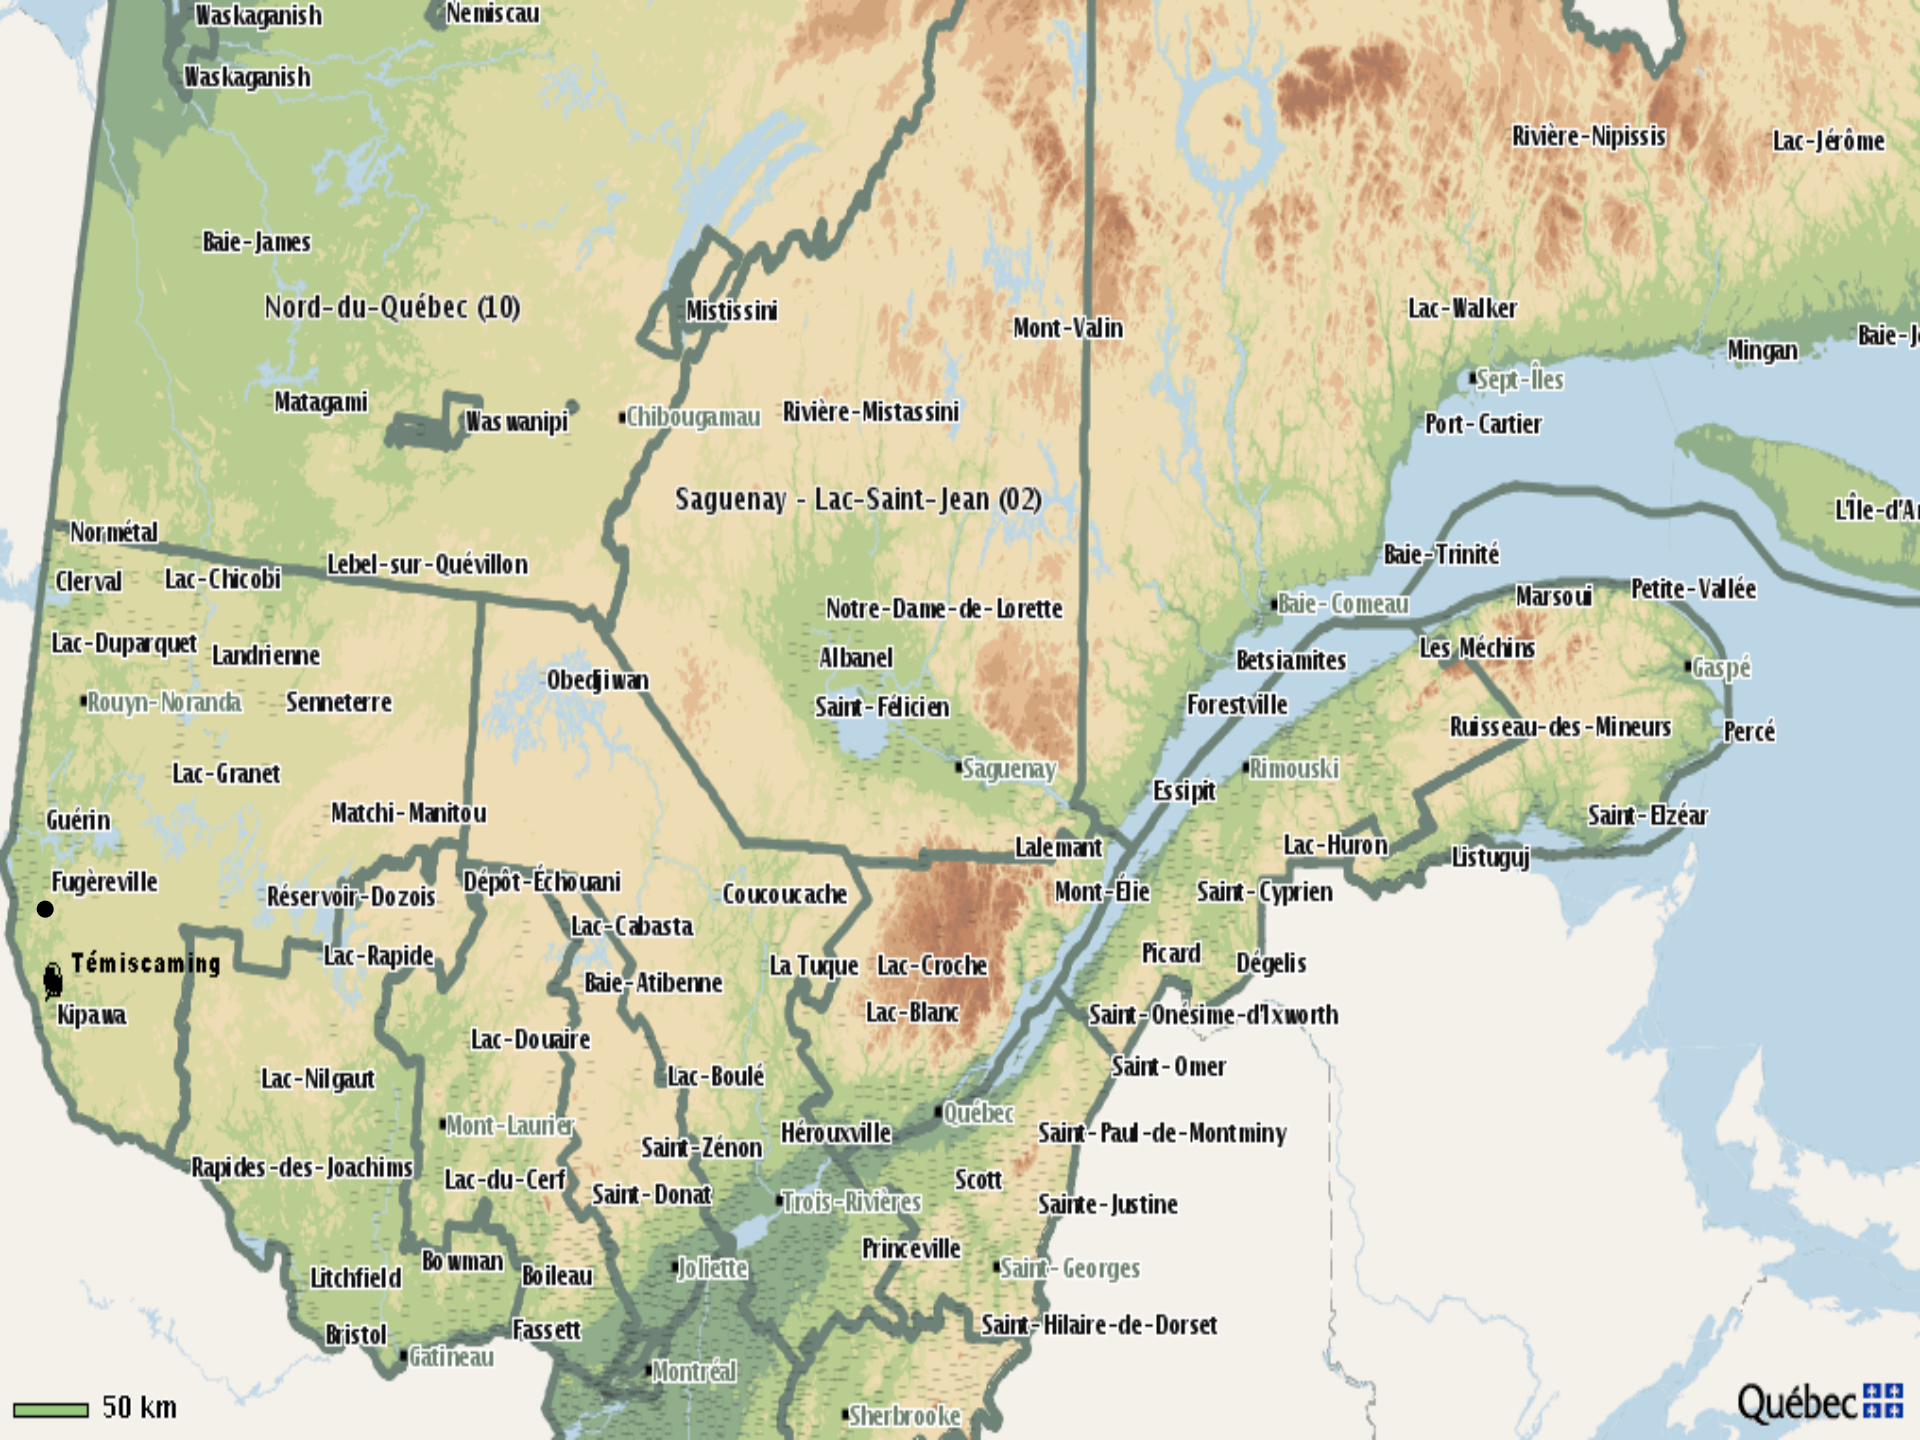 Waskaganish
Nemiscau
Waskaganish
Rivière-Nipissis
Lac-Jérôme
Baie-James
Nord-du-Québec (10)
Mistissini
Mont-Valin
Lac-Walker
Mingan
Sept-Îles
Matagami
Waswanipi
Chibougamau
Rivière-Mistassini
Port-Cartier
Saguenay - Lac-Saint-Jean (02)
Normétal
Lebel-sur-Quévillon
Baie-Trinité
Clerval
Lac-Chicobi
Notre-Dame-de-Lorette
Baie-Comeau
Marsoui
Petite-Vallée
Lac-Duparquet
Landrienne
Albanel
Betsiamites
Les Méchins
Gaspé
Obedjiwan
Rouyn-Noranda
Senneterre
Saint-Félicien
Forestville
Ruisseau-des-Mineurs
Percé
Lac-Granet
Saguenay
Rimouski
Essipit
Guérin
Matchi-Manitou
Saint-Elzéar
Lalemant
Lac-Huron
Listuguj
Fugèreville
Réservoir-Dozois
Dépôt-Échouani
Coucoucache
Mont-Élie
Saint-Cyprien
Lac-Cabasta
Témiscaming
Lac-Rapide
La Tuque
Lac-Croche
Picard
Dégelis
Baie-Atibenne
Kipawa
Lac-Blanc
Saint-Onésime-d'Ixworth
Lac-Douaire
Lac-Nilgaut
Lac-Boulé
Saint-Omer
Mont-Laurier
Québec
Hérouxville
Saint-Paul-de-Montminy
Saint-Zénon
Rapides-des-Joachims
Lac-du-Cerf
Saint-Donat
Scott
Trois-Rivières
Sainte-Justine
Princeville
Bowman
Litchfield
Boileau
Joliette
Saint-Georges
Bristol
Fassett
Saint-Hilaire-de-Dorset
Gatineau
Montréal
50 km
Sherbrooke
Québec